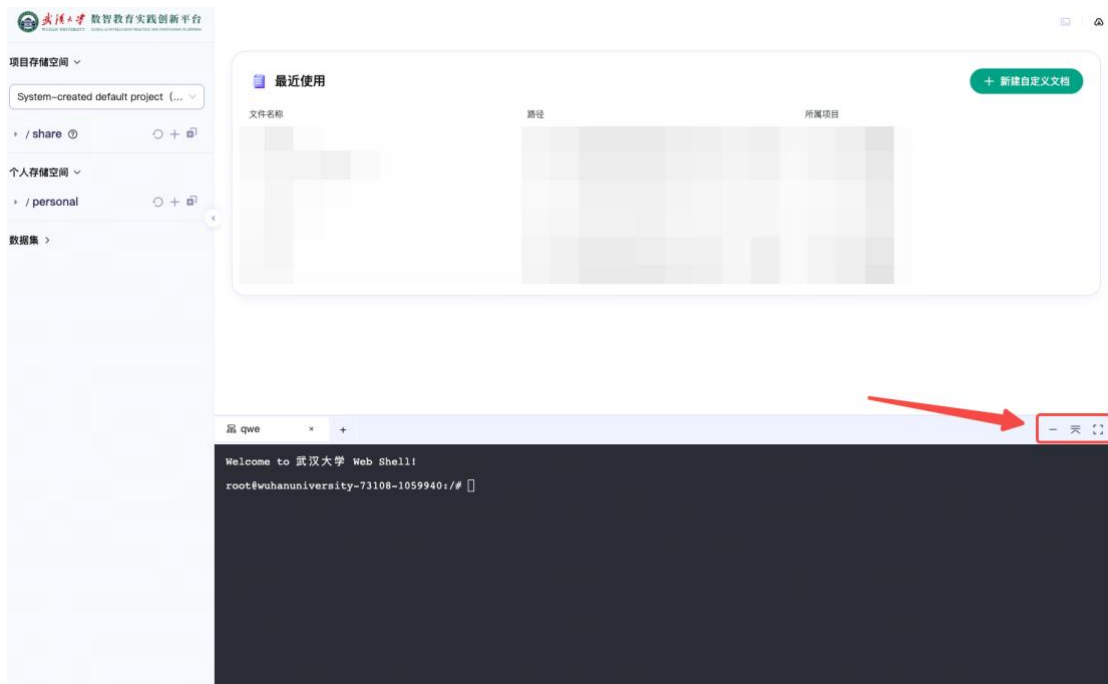 武汉大学 数智教育实践创新平台
项目存储空间
System-created default project (...
/ share
个人存储空间
/ personal
数据集
最近使用
+ 新建自定义文档
文件名称 路径 所属项目
qwe × +
Welcome to 武汉大学 Web Shell!
root@wuhanuniversity-73108-1059940:/#